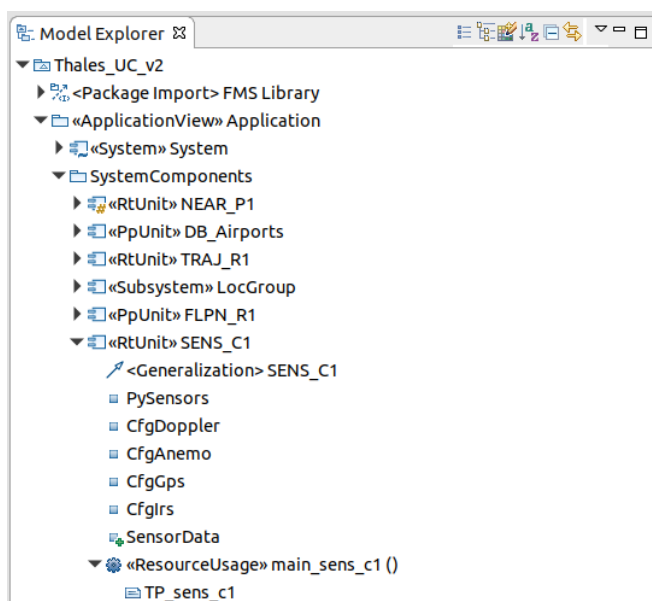 Model Explorer
Thales_UC_v2
<Package Import> FMS Library
«ApplicationView» Application
«System» System
SystemComponents
«RtUnit» NEAR_P1
«PpUnit» DB_Airports
«RtUnit» TRAJ_R1
«Subsystem» LocGroup
«PpUnit» FLPN_R1
«RtUnit» SENS_C1
<Generalization> SENS_C1
PySensors
CfgDoppler
CfgAnemo
CfgGps
CfgIrs
SensorData
«ResourceUsage» main_sens_c1 ()
TP_sens_c1